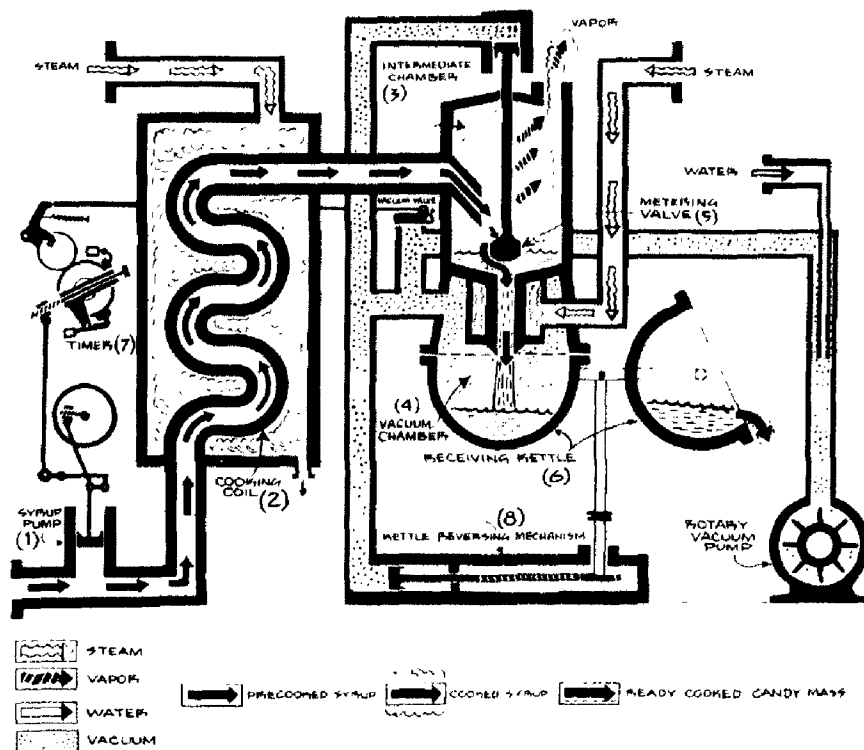 VAPOR
STEAM
INTERMEDIATE
CHAMBER
(3)
STEAM
WATER
VACUUM VALVE
METERING
VALVE (5)
TIMER (7)
(4)
VACUUM
CHAMBER
RECEIVING KETTLE
(6)
COOKING
COIL (2)
SYRUP
PUMP
(1)
(8)
KETTLE REVERSING MECHANISM
ROTARY
VACUUM
PUMP
STEAM
VAPOR
WATER
VACUUM
PRECOOKED SYRUP
COOKED SYRUP
READY COOKED CANDY MASS